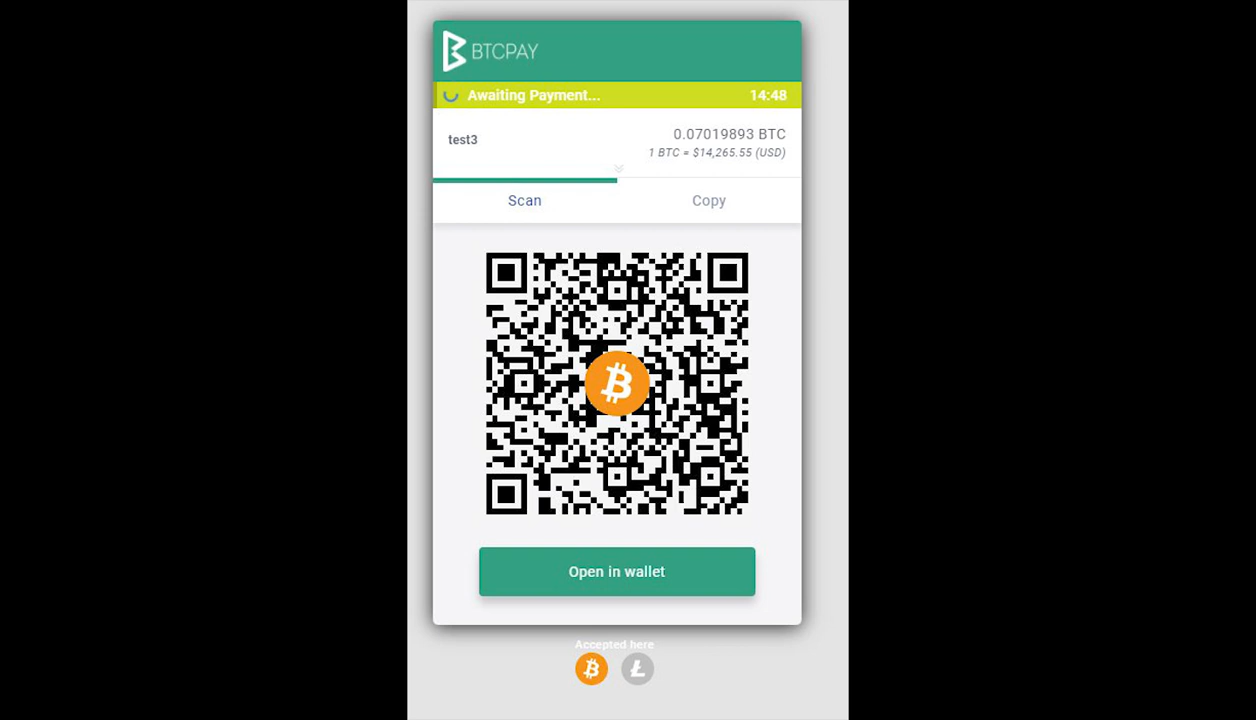 BTCPAY
Awaiting Payment... 14:48
test3
0.07019893 BTC
1 BTC = $14,265.55 (USD)
Scan Copy
Open in wallet
Accepted here